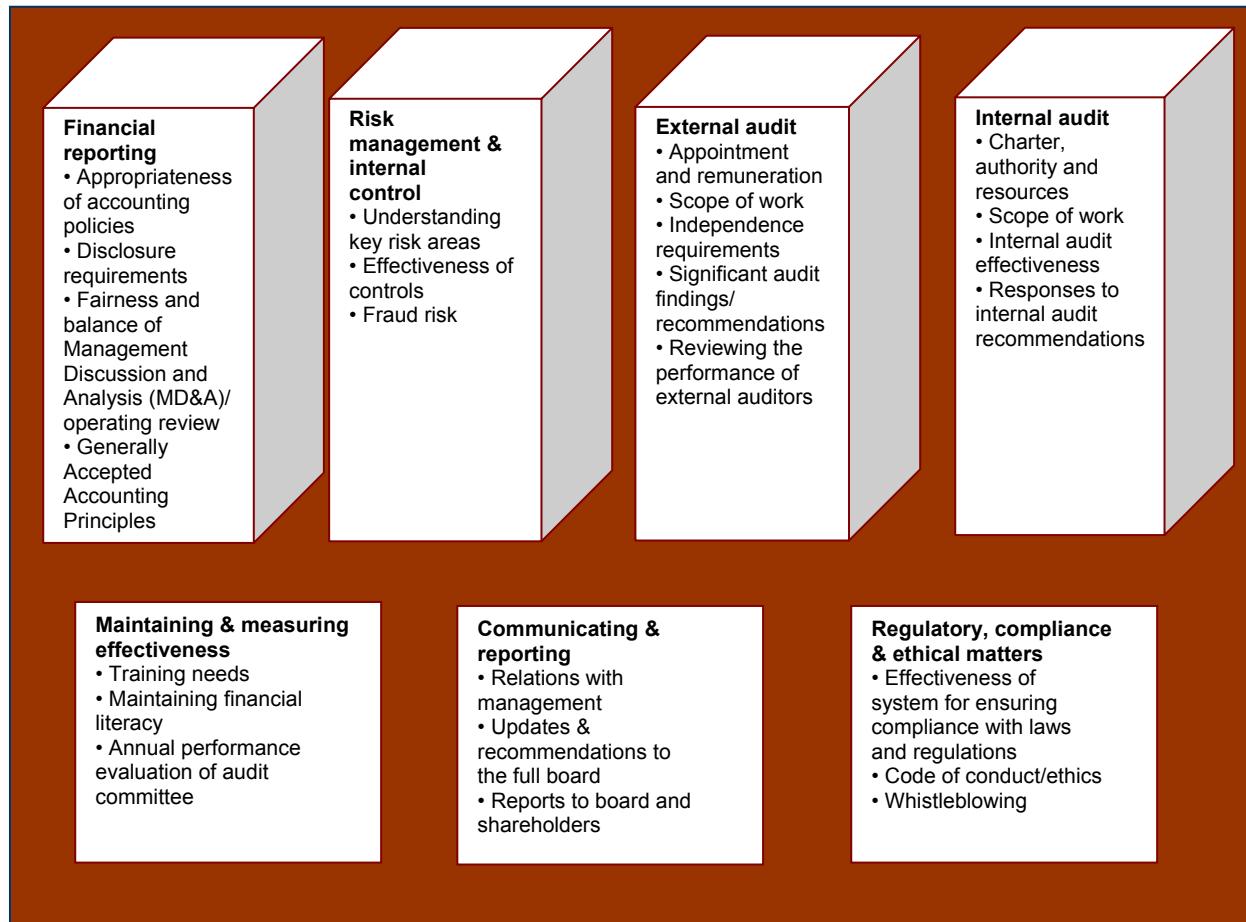 Financial
reporting
• Appropriateness
of accounting
policies
• Disclosure
requirements
• Fairness and
balance of
Management
Discussion and
Analysis (MD&A)/
operating review
• Generally
Accepted
Accounting
Principles
Risk
management &
internal
control
• Understanding
key risk areas
• Effectiveness of
controls
• Fraud risk
External audit
• Appointment
and remuneration
• Scope of work
• Independence
requirements
• Significant audit
findings/
recommendations
• Reviewing the
performance of
external auditors
Internal audit
• Charter,
authority and
resources
• Scope of work
• Internal audit
effectiveness
• Responses to
internal audit
recommendations
Maintaining & measuring
effectiveness
• Training needs
• Maintaining financial
literacy
• Annual performance
evaluation of audit
committee
Communicating &
reporting
• Relations with
management
• Updates &
recommendations to
the full board
• Reports to board and
shareholders
Regulatory, compliance
& ethical matters
• Effectiveness of
system for ensuring
compliance with laws
and regulations
• Code of conduct/ethics
• Whistleblowing